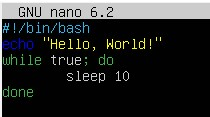 GNU nano 6.2
#!/bin/bash
echo "Hello, World!"
while true; do
      sleep 10
done